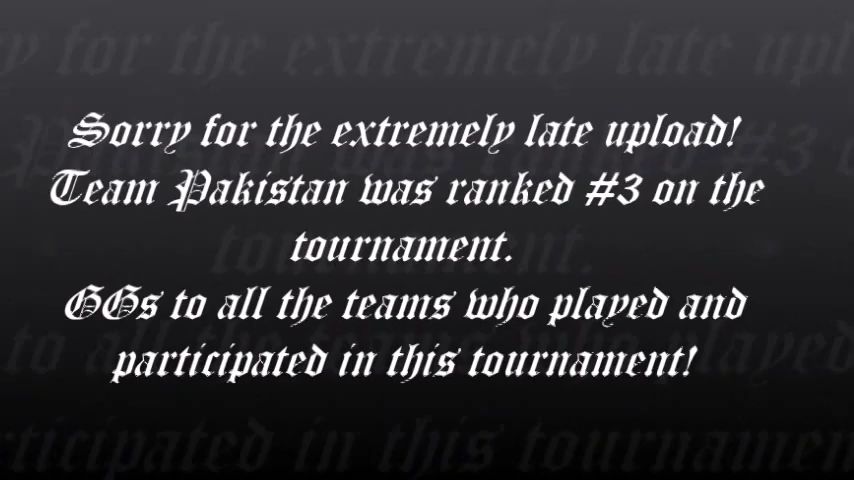 Sorry for the extremely late upload!
Team Pakistan was ranked #3 on the
tournament.
GGs to all the teams who played and
participated in this tournament!